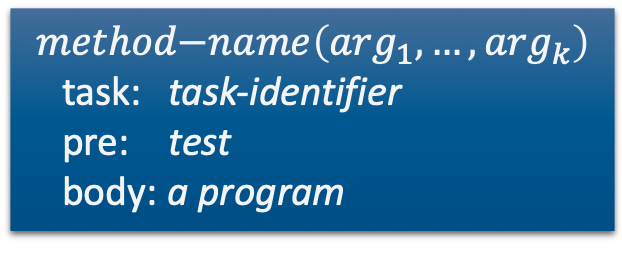 method−name(arg₁, … , argₖ)
task: task-identifier
pre: test
body: a program